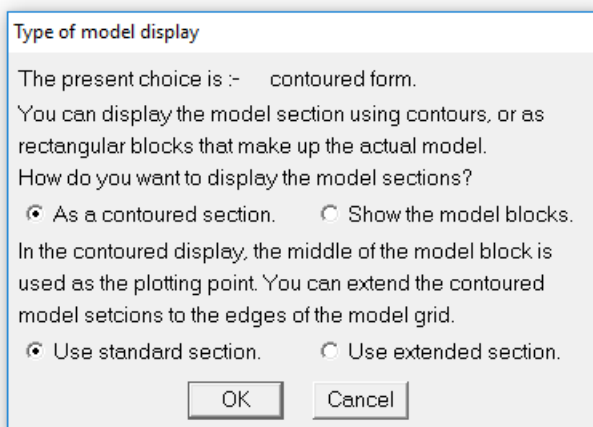 Type of model display
The present choice is :- contoured form.
You can display the model section using contours, or as
rectangular blocks that make up the actual model.
How do you want to display the model sections?
As a contoured section. Show the model blocks.
In the contoured display, the middle of the model block is
used as the plotting point. You can extend the contoured
model setcions to the edges of the model grid.
Use standard section. Use extended section.
OK Cancel